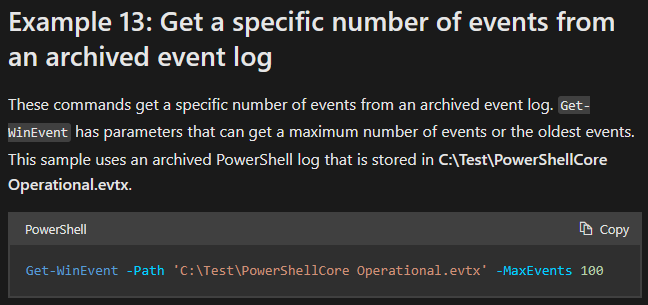 Example 13: Get a specific number of events from
an archived event log
These commands get a specific number of events from an archived event log. Get-
WinEvent has parameters that can get a maximum number of events or the oldest events.
This sample uses an archived PowerShell log that is stored in C:\Test\PowerShellCore
Operational.evtx.
PowerShell Copy
Get-WinEvent -Path 'C:\Test\PowerShellCore Operational.evtx' -MaxEvents 100